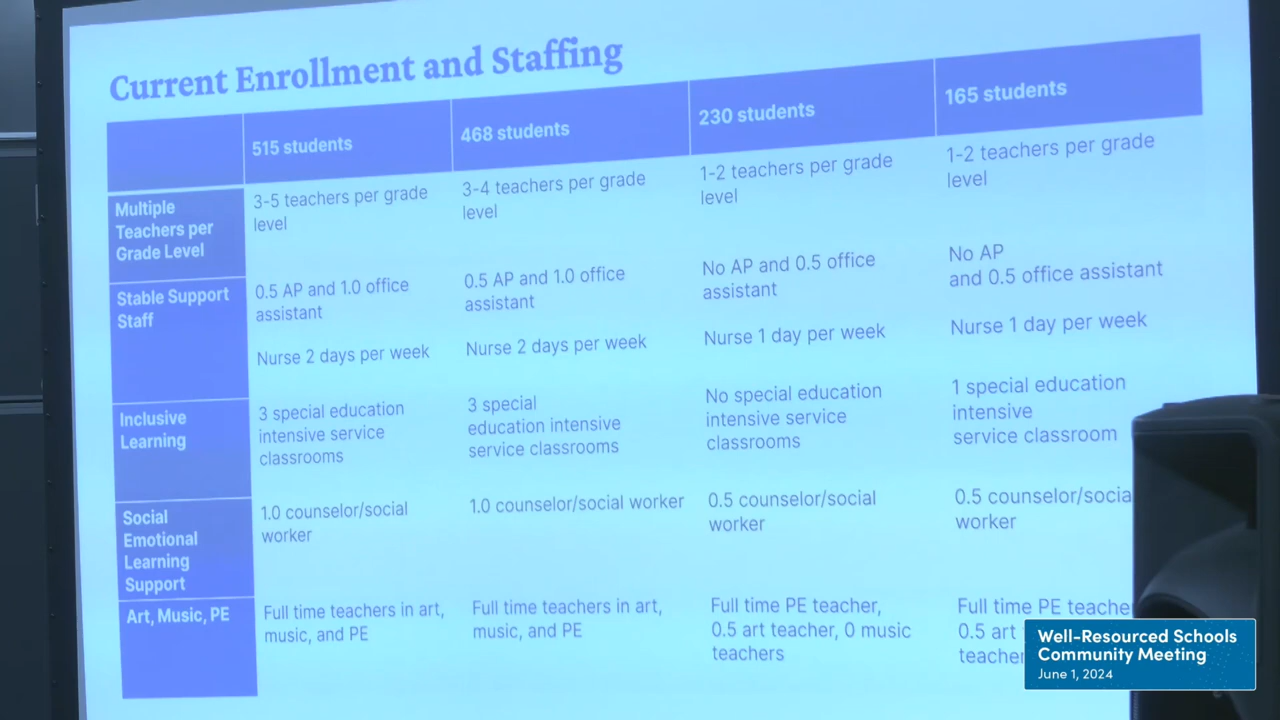 Current Enrollment and Staffing
515 students
468 students
230 students
165 students
Multiple
Teachers per
Grade Level
3-5 teachers per grade
level
3-4 teachers per grade
level
1-2 teachers per grade
level
1-2 teachers per grade
level
Stable Support
Staff
0.5 AP and 1.0 office
assistant
Nurse 2 days per week
0.5 AP and 1.0 office
assistant
Nurse 2 days per week
No AP and 0.5 office
assistant
Nurse 1 day per week
No AP
and 0.5 office assistant
Nurse 1 day per week
Inclusive
Learning
3 special education
intensive service
classrooms
3 special
education intensive
service classrooms
No special education
intensive service
classrooms
1 special education
intensive
service classroom
Social
Emotional
Learning
Support
1.0 counselor/social
worker
1.0 counselor/social worker
0.5 counselor/social
worker
0.5 counselor/socia
worker
Art, Music, PE
Full time teachers in art,
music, and PE
Full time teachers in art,
music, and PE
Full time PE teacher,
0.5 art teacher, 0 music
teachers
Full time PE teache
0.5 art
teacher
Well-Resourced Schools
Community Meeting
June 1, 2024